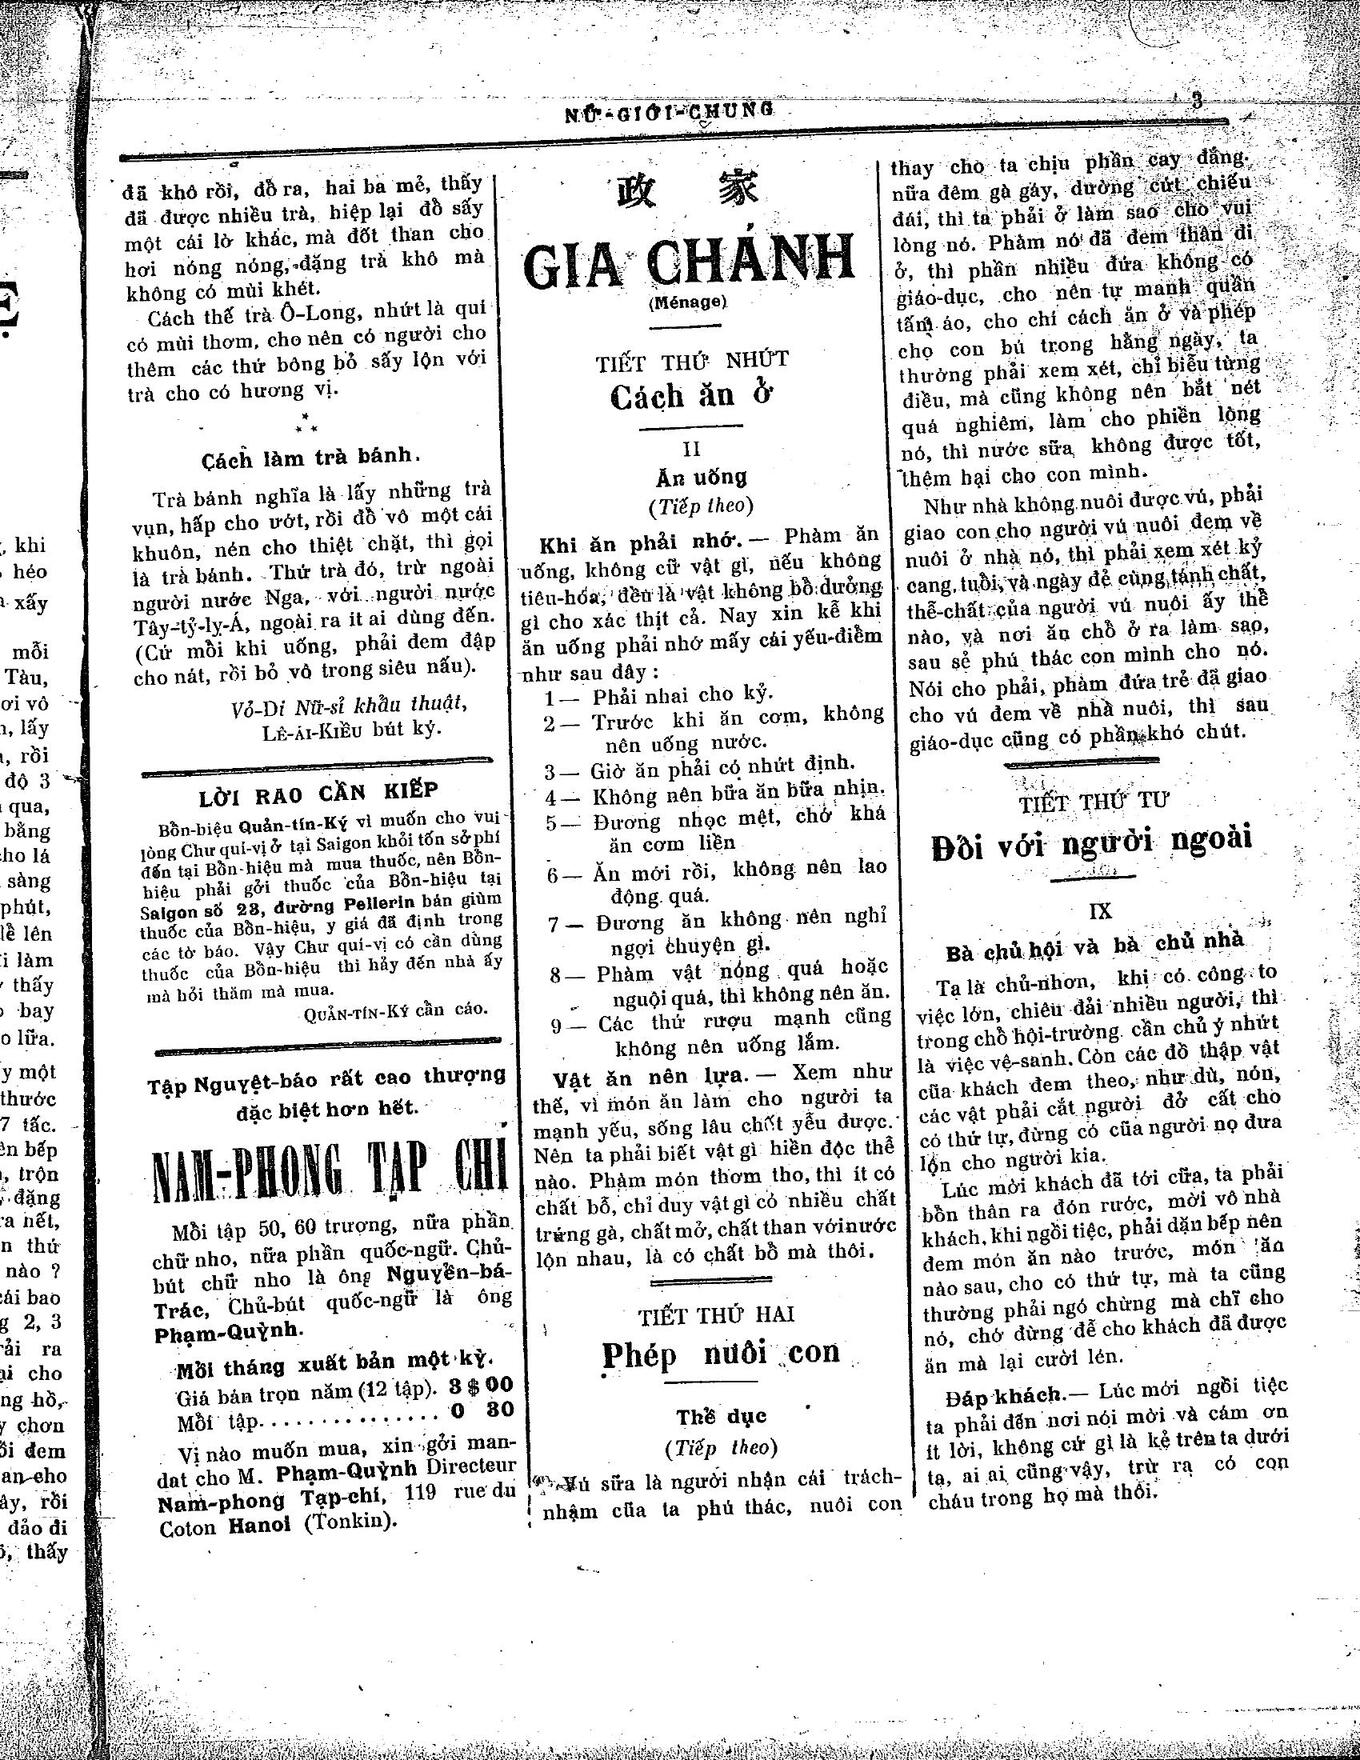 NỮ-GIỚI-CHUNG
3
đã khô rồi, đồ ra, hai ba mẻ, thấy
đã được nhiều trà, hiệp lại đồ sấy
một cái lờ khác, mà đốt than cho
hơi nóng nóng, đặng trà khô mà
không có mùi khét.
Cách thế trà Ô-Long, nhứt là quí
có mùi thơm, cho nên có người cho
thêm các thứ bông bỏ sấy lộn với
trà cho có hương vị.
Cách làm trà bánh.
Trà bánh nghĩa là lấy những trà
vụn, hấp cho ướt, rồi đồ vô một cái
khuôn, nén cho thiệt chặt, thì gọi
là trà bánh. Thứ trà đó, trừ ngoài
người nước Nga, với người nước
Tây-tỷ-lỵ-Á, ngoài ra ít ai dùng đến.
(Cứ mỗi khi uống, phải đem đập
cho nát, rồi bỏ vô trong siêu nấu).
Vô-Di Nữ-sỉ khẩu thuật,
LÊ-ÁI-KIỀU bút ký.
LỜI RAO CẦN KIẾP
Bồn-hiệu Quản-tín-Ký vì muốn cho vui
lòng Chư quí-vị ở tại Saigon khỏi tốn sở phí
đến tại Bồn-hiệu mà mua thuốc, nên Bồn-
hiệu phải gởi thuốc của Bồn-hiệu tại
Saigon số 23, đường Pellerin bán giùm
thuốc của Bồn-hiệu, y giá đã định trong
các tờ báo. Vậy Chư quí-vị có cần dùng
thuốc của Bồn-hiệu thì hảy đến nhà ấy
mà hỏi thăm mà mua.
QUẢN-TÍN-KÝ cẩn cáo.
Tập Nguyệt-báo rất cao thượng
đặc biệt hơn hết.
NAM-PHONG TẠP CHÍ
Mỗi tập 50, 60 trương, nữa phần
chữ nho, nữa phần quốc-ngữ. Chủ-
bút chữ nho là ông Nguyễn-bá-
Trác, Chủ-bút quốc-ngữ là ông
Phạm-Quỳnh.
Mỗi tháng xuất bản một kỳ.
Giá bán trọn năm (12 tập). 3$00
Mỗi tập............... 0 30
Vị nào muốn mua, xin gởi man-
dat cho M. Phạm-Quỳnh Directeur
Nam-phong Tạp-chí, 119 rue du
Coton Hanoi (Tonkin).
政 家
GIA CHÁNH
(Ménage)
TIẾT THỨ NHỨT
Cách ăn ở
II
Ăn uống
(Tiếp theo)
Khi ăn phải nhớ. — Phàm ăn
uống, không cữ vật gì, nếu không
tiêu-hóa, đều là vật không bồ dưởng
gì cho xác thịt cả. Nay xin kể khi
ăn uống phải nhớ mấy cái yếu-điểm
như sau đây :
1 — Phải nhai cho kỷ.
2 — Trước khi ăn cơm, không
nên uống nước.
3 — Giờ ăn phải có nhứt định.
4 — Không nên bữa ăn bữa nhịn.
5 — Đương nhọc mệt, chớ khá
ăn cơm liền
6 — Ăn mới rồi, không nên lao
động quá.
7 — Đương ăn không nên nghỉ
ngợi chuyện gì.
8 — Phàm vật nóng quá hoặc
nguội quá, thì không nên ăn.
9 — Các thứ rượu mạnh cũng
không nên uống lắm.
Vật ăn nên lựa. — Xem như
thế, vì món ăn làm cho người ta
mạnh yếu, sống lâu chết yểu được.
Nên ta phải biết vật gì hiền độc thể
nào. Phàm món thơm tho, thì ít có
chất bỗ, chỉ duy vật gì có nhiều chất
trứng gà, chất mở, chất than với nước
lộn nhau, là có chất bồ mà thôi.
TIẾT THỨ HAI
Phép nuôi con
Thể dục
(Tiếp theo)
Vú sữa là người nhận cái trách-
nhậm của ta phú thác, nuôi con
thay cho ta chịu phần cay đắng.
nữa đêm gà gáy, dường cứt chiếu
đái, thì ta phải ở làm sao cho vui
lòng nó. Phàm nó đã đem thân đi
ở, thì phần nhiều đứa không có
giáo-dục, cho nên tự manh quần
tấm áo, cho chí cách ăn ở và phép
cho con bú trong hằng ngày, ta
thường phải xem xét, chỉ biểu từng
điều, mà cũng không nên bắt nét
quá nghiêm, làm cho phiền lòng
nó, thì nước sữa không được tốt,
thêm hại cho con mình.
Như nhà không nuôi được vú, phải
giao con cho người vú nuôi đem về
nuôi ở nhà nó, thì phải xem xét kỷ
cang, tuổi, và ngày đẻ cùng tánh chất,
thể-chất của người vú nuôi ấy thể
nào, và nơi ăn chỗ ở ra làm sao,
sau sẻ phú thác con mình cho nó.
Nói cho phải, phàm đứa trẻ đã giao
cho vú đem về nhà nuôi, thì sau
giáo-dục cũng có phần khó chút.
TIẾT THỨ TƯ
Đối với người ngoài
IX
Bà chủ hội và bà chủ nhà
Ta là chủ-nhơn, khi có công to
việc lớn, chiêu đải nhiều người, thì
trong chỗ hội-trường cần chủ ý nhứt
là việc vệ-sanh. Còn các đồ thập vật
của khách đem theo, như dù, nón,
các vật phải cắt người đở cất cho
có thứ tự, đừng có của người nọ đưa
lộn cho người kia.
Lúc mời khách đã tới cữa, ta phải
bồn thân ra đón rước, mời vô nhà
khách, khi ngồi tiệc, phải dặn bếp nên
đem món ăn nào trước, món ăn
nào sau, cho có thứ tự, mà ta cũng
thường phải ngó chừng mà chỉ cho
nó, chớ đừng để cho khách đã được
ăn mà lại cười lén.
Đáp khách.— Lúc mới ngồi tiệc
ta phải đến nơi nói mời và cám ơn
ít lời, không cứ gì là kẻ trên ta dưới
ta, ai ai cũng vậy, trừ ra có con
cháu trong họ mà thôi.